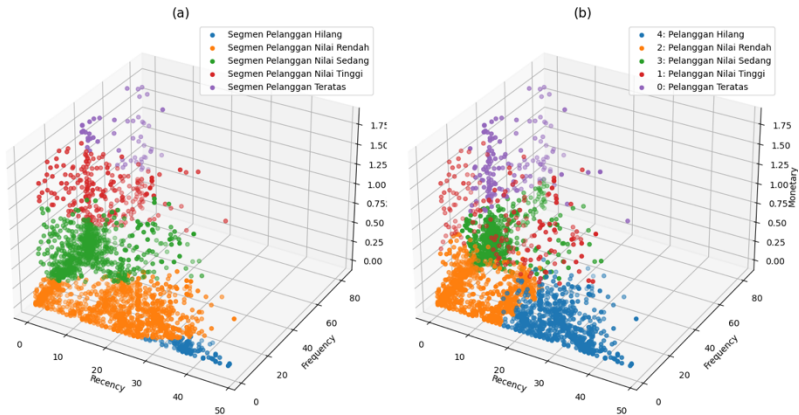 (a)
Segmen Pelanggan Hilang
Segmen Pelanggan Nilai Rendah
Segmen Pelanggan Nilai Sedang
Segmen Pelanggan Nilai Tinggi
Segmen Pelanggan Teratas
1.75
1.50
1.25
1.00
0.75
0.50
0.25
0.00
80
60
40
20
0
Frequency
0
10
20
30
40
50
Recency
(b)
4: Pelanggan Hilang
2: Pelanggan Nilai Rendah
3: Pelanggan Nilai Sedang
1: Pelanggan Nilai Tinggi
0: Pelanggan Teratas
1.75
1.50
1.25
1.00
0.75
0.50
0.25
0.00
Monetary
80
60
40
20
0
Frequency
0
10
20
30
40
50
Recency